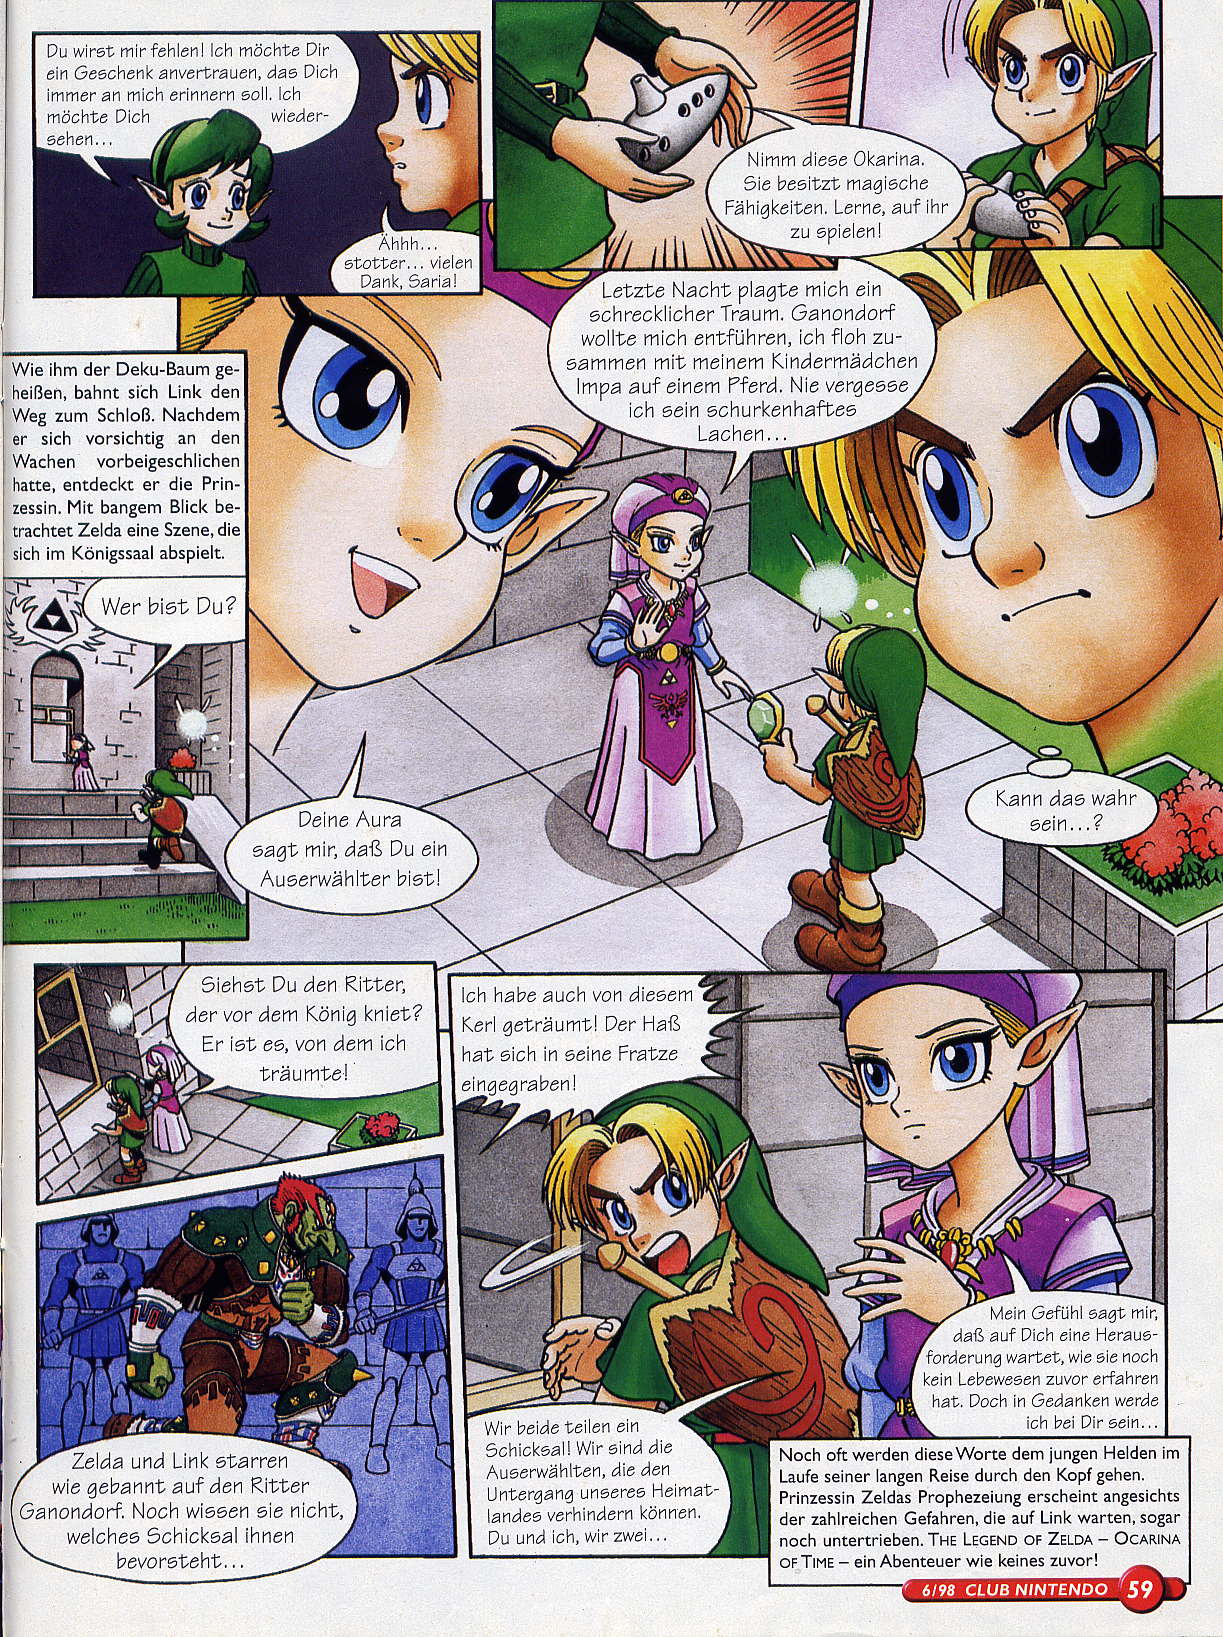 Du wirst mir fehlen! Ich möchte Dir
ein Geschenk anvertrauen, das Dich
immer an mich erinnern soll. Ich
möchte Dich wieder-
sehen...
Ähhh...
stotter... vielen
Dank, Saria!
Nimm diese Okarina.
Sie besitzt magische
Fähigkeiten. Lerne, auf ihr
zu spielen!
Wie ihm der Deku-Baum ge-
heißen, bahnt sich Link den
Weg zum Schloß. Nachdem
er sich vorsichtig an den
Wachen vorbeigeschlichen
hatte, entdeckt er die Prin-
zessin. Mit bangem Blick be-
trachtet Zelda eine Szene, die
sich im Königssaal abspielt.
Wer bist Du?
Letzte Nacht plagte mich ein
schrecklicher Traum. Ganondorf
wollte mich entführen, ich floh zu-
sammen mit meinem Kindermädchen
Impa auf einem Pferd. Nie vergesse
ich sein schurkenhaftes
Lachen...
Deine Aura
sagt mir, daß Du ein
Auserwählter bist!
Kann das wahr
sein...?
Siehst Du den Ritter,
der vor dem König kniet?
Er ist es, von dem ich
träumte!
Zelda und Link starren
wie gebannt auf den Ritter
Ganondorf. Noch wissen sie nicht,
welches Schicksal ihnen
bevorsteht...
Ich habe auch von diesem
Kerl geträumt! Der Haß
hat sich in seine Fratze
eingegraben!
Wir beide teilen ein
Schicksal! Wir sind die
Auserwählten, die den
Untergang unseres Heimat-
landes verhindern können.
Du und ich, wir zwei...
Mein Gefühl sagt mir,
daß auf Dich eine Heraus-
forderung wartet, wie sie noch
kein Lebewesen zuvor erfahren
hat. Doch in Gedanken werde
ich bei Dir sein...
Noch oft werden diese Worte dem jungen Helden im
Laufe seiner langen Reise durch den Kopf gehen.
Prinzessin Zeldas Prophezeiung erscheint angesichts
der zahlreichen Gefahren, die auf Link warten, sogar
noch untertrieben. THE LEGEND OF ZELDA – OCARINA
OF TIME – ein Abenteuer wie keines zuvor!
6/98 CLUB NINTENDO 59